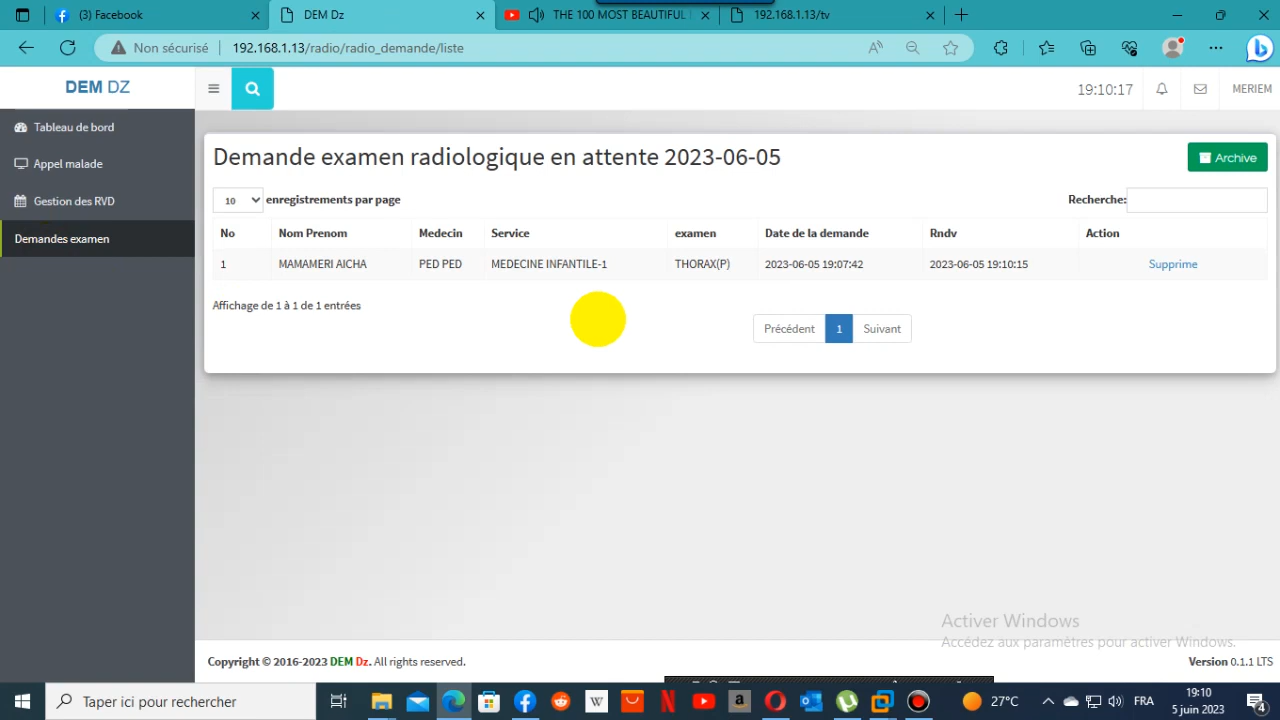 (3) Facebook
DEM Dz
THE 100 MOST BEAUTIFUL
192.168.1.13/tv
Non sécurisé
192.168.1.13/radio/radio_demande/liste
DEM DZ
19:10:17
MERIEM
Tableau de bord
Appel malade
Gestion des RVD
Demandes examen
Demande examen radiologique en attente 2023-06-05
Archive
10 enregistrements par page
Recherche:
No Nom Prenom Medecin Service examen Date de la demande Rndv Action
1 MAMAMERI AICHA PED PED MEDECINE INFANTILE-1 THORAX(P) 2023-06-05 19:07:42 2023-06-05 19:10:15 Supprime
Affichage de 1 à 1 de 1 entrées
Précédent 1 Suivant
Activer Windows
Accédez aux paramètres pour activer Windows.
Copyright © 2016-2023 DEM Dz. All rights reserved.
Version 0.1.1 LTS
Taper ici pour rechercher
27°C
FRA
19:10
5 juin 2023
4